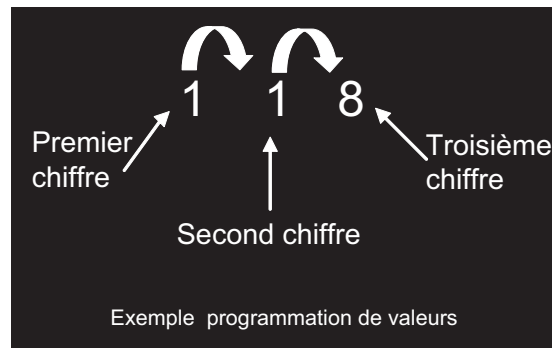 1 1 8
Premier
chiffre
Troisième
chiffre
Second chiffre
Exemple programmation de valeurs